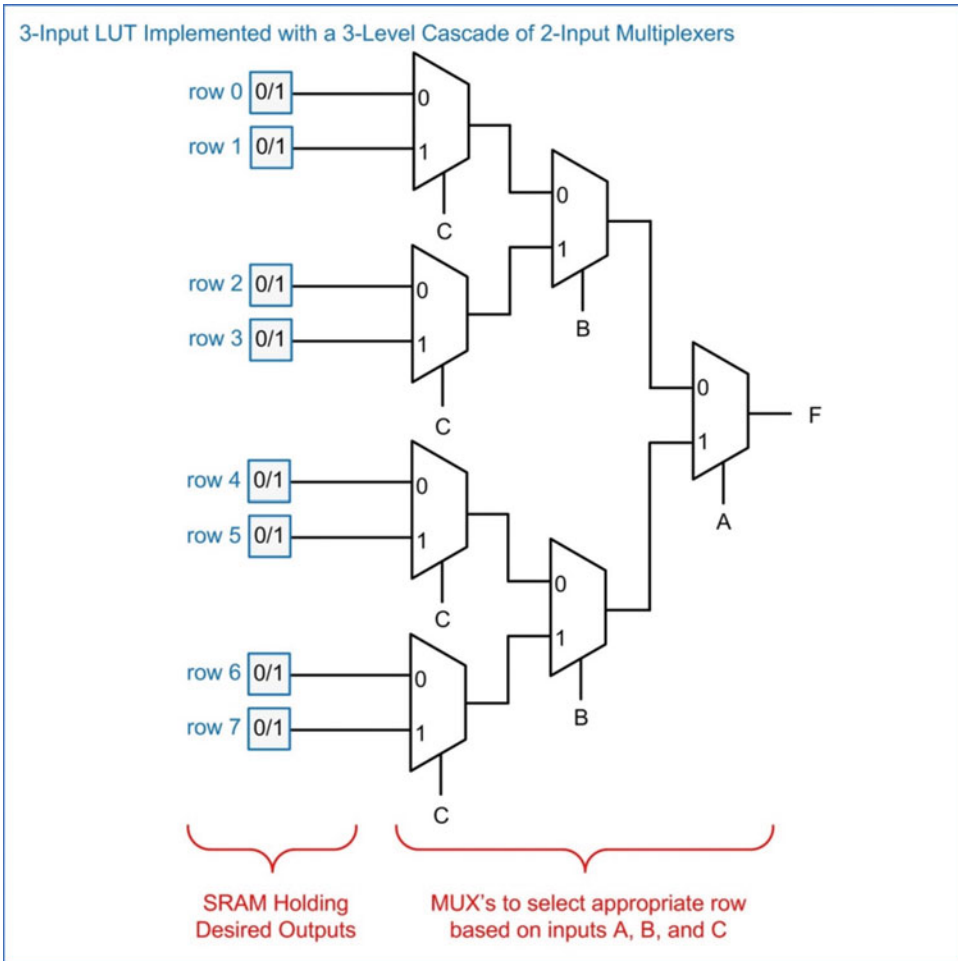 3-Input LUT Implemented with a 3-Level Cascade of 2-Input Multiplexers
row 0 0/1
0
row 1 0/1
1
C
0
1
B
row 2 0/1
0
row 3 0/1
1
C
0
1
F
A
row 4 0/1
0
row 5 0/1
1
C
0
1
B
row 6 0/1
0
row 7 0/1
1
C
SRAM Holding
Desired Outputs
MUX's to select appropriate row
based on inputs A, B, and C